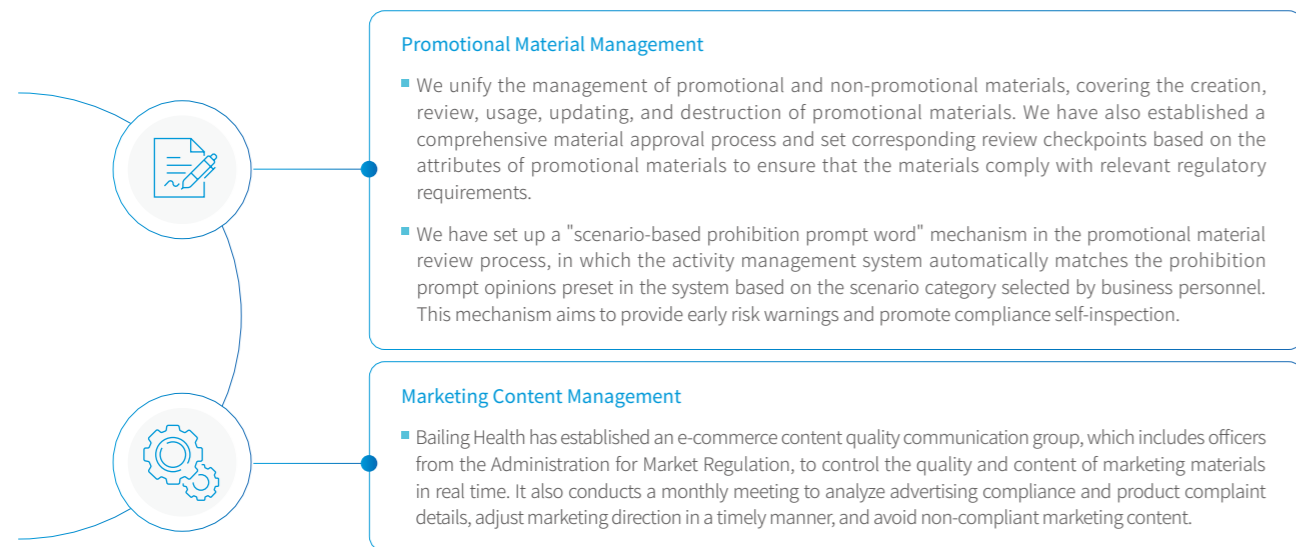 Promotional Material Management
We unify the management of promotional and non-promotional materials, covering the creation,
review, usage, updating, and destruction of promotional materials. We have also established a
comprehensive material approval process and set corresponding review checkpoints based on the
attributes of promotional materials to ensure that the materials comply with relevant regulatory
requirements.
We have set up a "scenario-based prohibition prompt word" mechanism in the promotional material
review process, in which the activity management system automatically matches the prohibition
prompt opinions preset in the system based on the scenario category selected by business personnel.
This mechanism aims to provide early risk warnings and promote compliance self-inspection.
Marketing Content Management
Bailing Health has established an e-commerce content quality communication group, which includes officers
from the Administration for Market Regulation, to control the quality and content of marketing materials
in real time. It also conducts a monthly meeting to analyze advertising compliance and product complaint
details, adjust marketing direction in a timely manner, and avoid non-compliant marketing content.